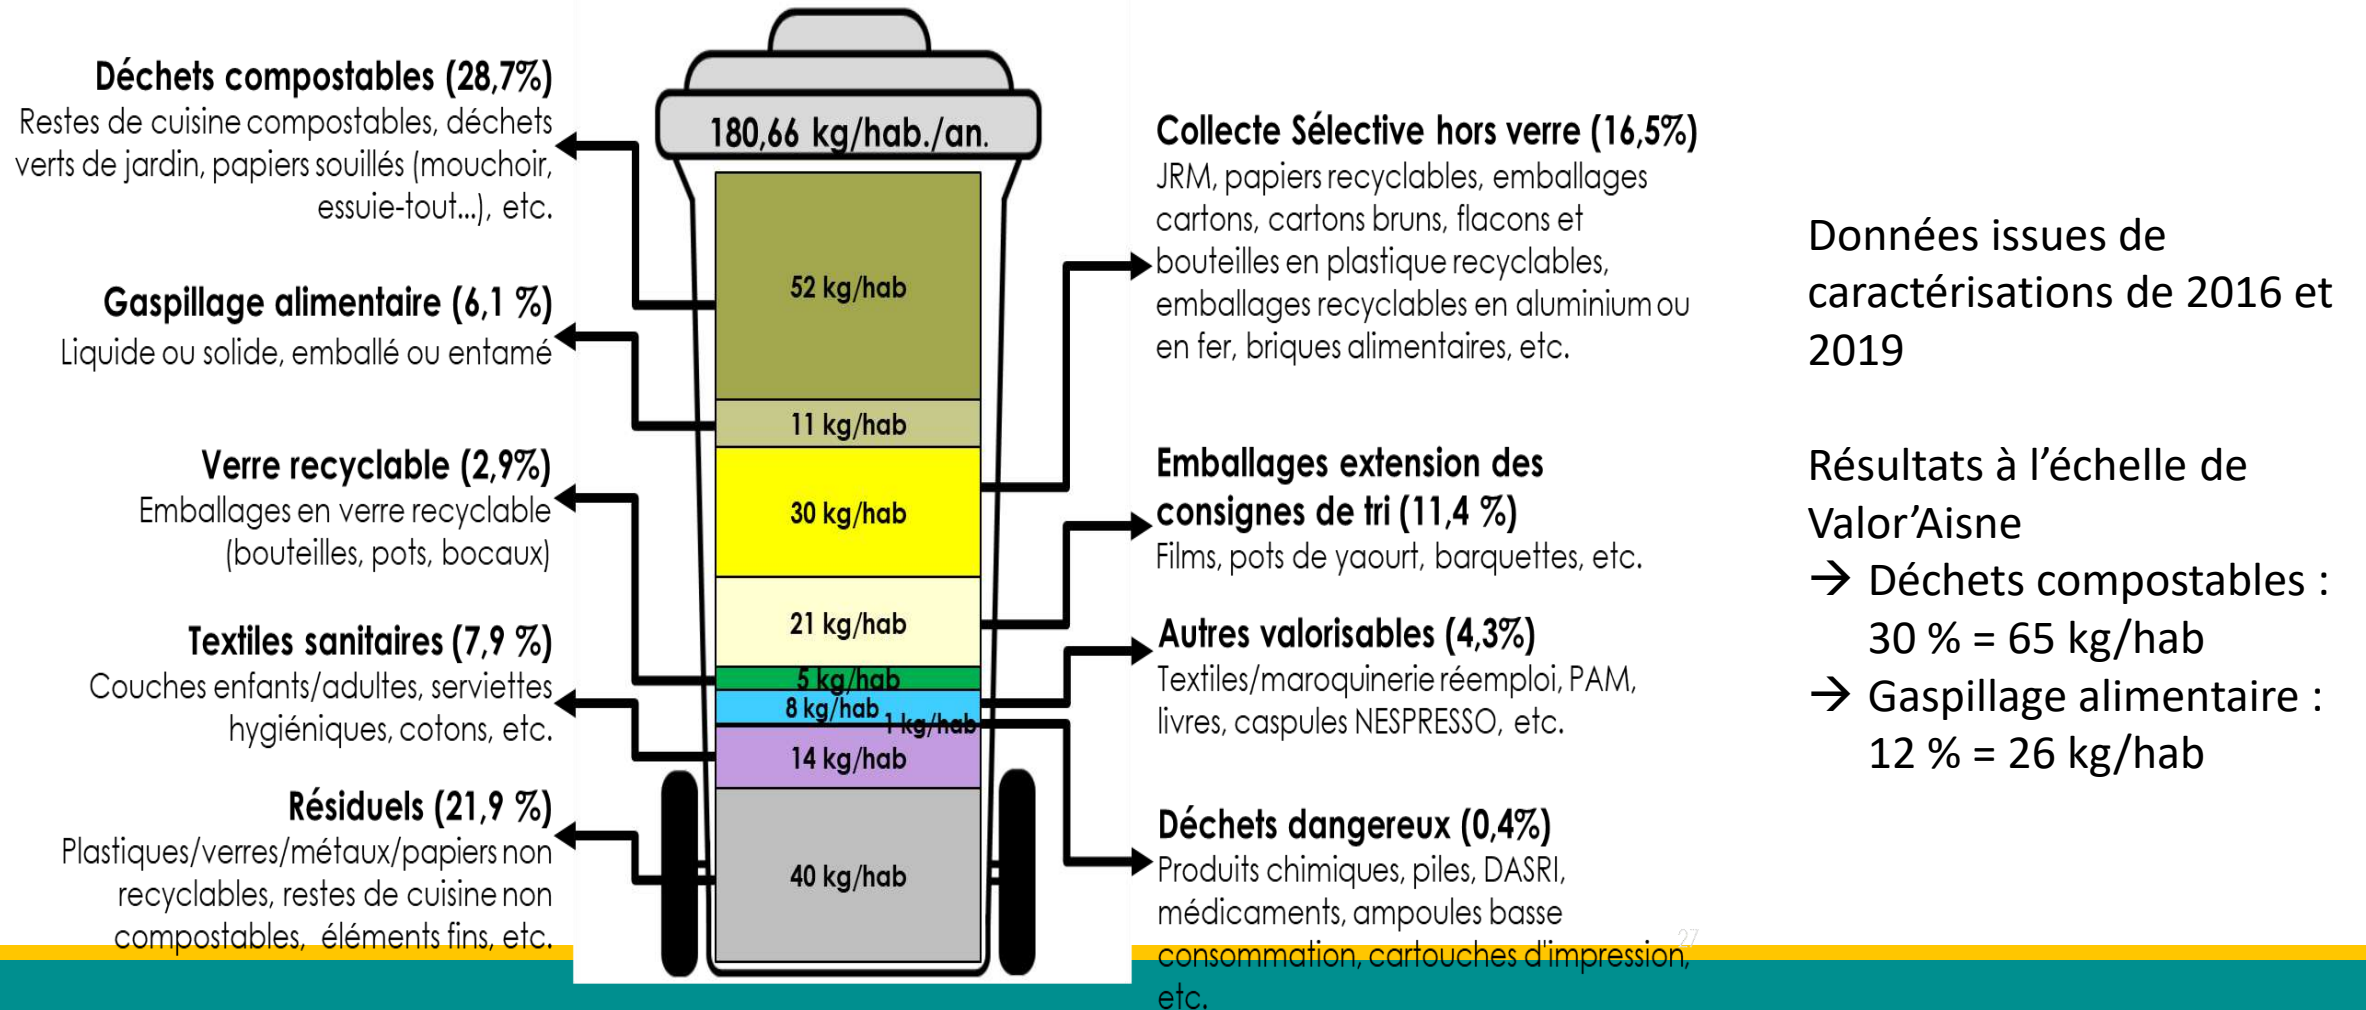 Déchets compostables (28,7%)
Restes de cuisine compostables, déchets
verts de jardin, papiers souillés (mouchoir,
essuie-tout...), etc.
Gaspillage alimentaire (6,1 %)
Liquide ou solide, emballé ou entamé
Verre recyclable (2,9%)
Emballages en verre recyclable
(bouteilles, pots, bocaux)
Textiles sanitaires (7,9 %)
Couches enfants/adultes, serviettes
hygiéniques, cotons, etc.
Résiduels (21,9 %)
Plastiques/verres/métaux/papiers non
recyclables, restes de cuisine non
compostables, éléments fins, etc.
180,66 kg/hab./an.
52 kg/hab
11 kg/hab
30 kg/hab
21 kg/hab
5 kg/hab
8 kg/hab
1 kg/hab
14 kg/hab
40 kg/hab
Collecte Sélective hors verre (16,5%)
JRM, papiers recyclables, emballages
cartons, cartons bruns, flacons et
bouteilles en plastique recyclables,
emballages recyclables en aluminium ou
en fer, briques alimentaires, etc.
Emballages extension des
consignes de tri (11,4 %)
Films, pots de yaourt, barquettes, etc.
Autres valorisables (4,3%)
Textiles/maroquinerie réemploi, PAM,
livres, caspules NESPRESSO, etc.
Déchets dangereux (0,4%)
Produits chimiques, piles, DASRI,
médicaments, ampoules basse
consommation, cartouches d'impression,
etc.
27
Données issues de
caractérisations de 2016 et
2019
Résultats à l’échelle de
Valor’Aisne
→ Déchets compostables :
30 % = 65 kg/hab
→ Gaspillage alimentaire :
12 % = 26 kg/hab